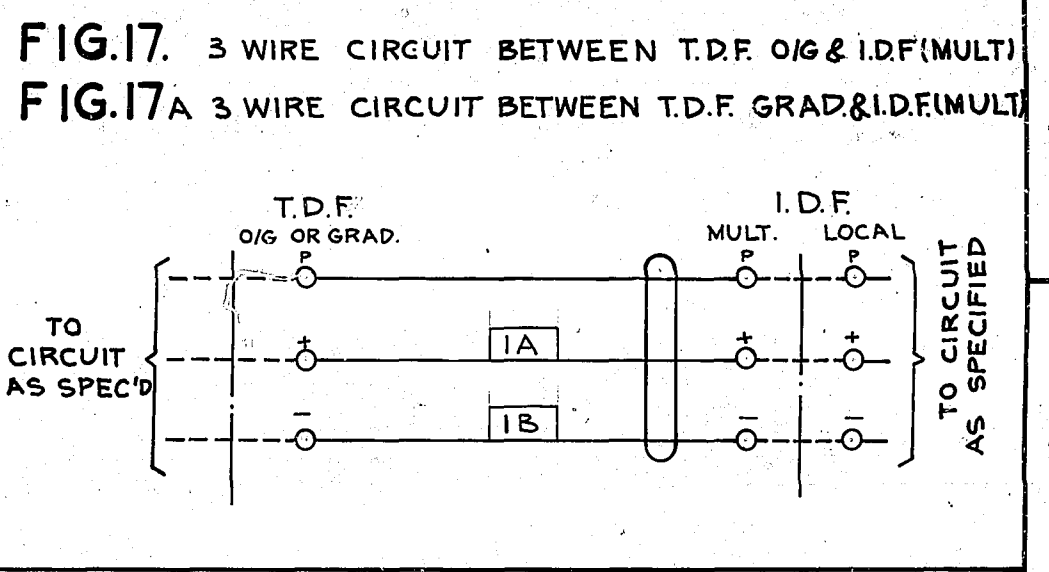 FIG.17. 3 WIRE CIRCUIT BETWEEN T.D.F. O/G & I.D.F.(MULT)
FIG.17A 3 WIRE CIRCUIT BETWEEN T.D.F. GRAD.& I.D.F.(MULT)
T.D.F.
O/G OR GRAD.
I.D.F.
MULT. LOCAL
P P P
TO
CIRCUIT
AS SPEC'D
+ 1A + +
- 1B - -
TO CIRCUIT
AS SPECIFIED